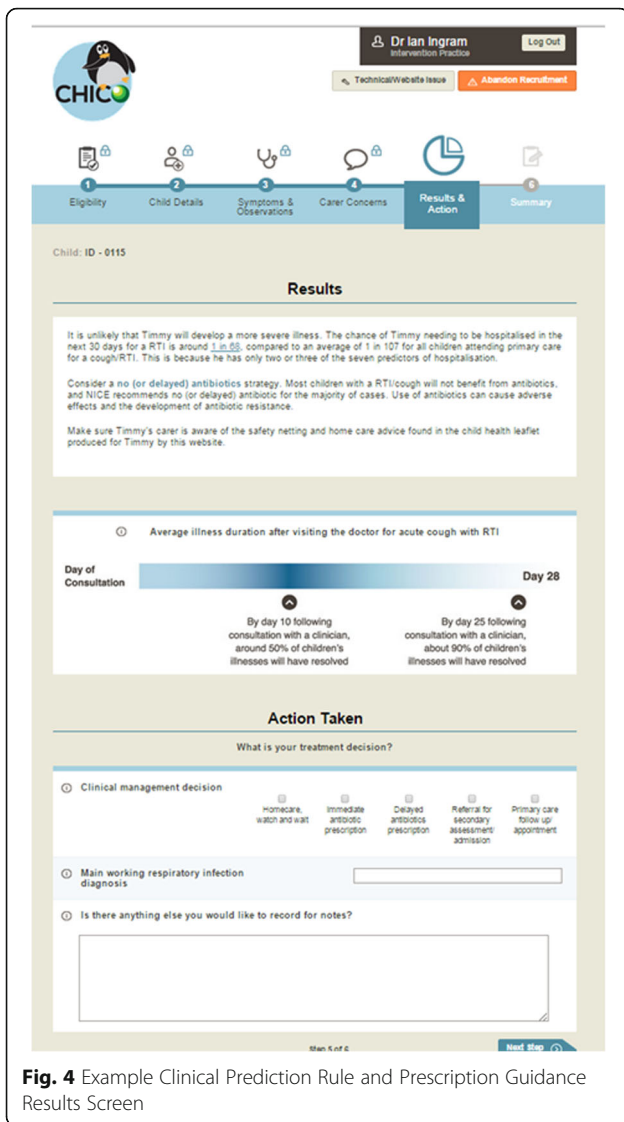 CHICO
Dr Ian Ingram
Intervention Practice
Log Out
Technical/Website Issue
Abandon Recruitment
1
2
3
4
6
Eligibility
Child Details
Symptoms &
Observations
Carer Concerns
Results &
Action
Summary
Child: ID - 0115
Results
It is unlikely that Timmy will develop a more severe illness. The chance of Timmy needing to be hospitalised in the
next 30 days for a RTI is around 1 in 68, compared to an average of 1 in 107 for all children attending primary care
for a cough/RTI. This is because he has only two or three of the seven predictors of hospitalisation.
Consider a no (or delayed) antibiotics strategy. Most children with a RTI/cough will not benefit from antibiotics,
and NICE recommends no (or delayed) antibiotic for the majority of cases. Use of antibiotics can cause adverse
effects and the development of antibiotic resistance.
Make sure Timmy's carer is aware of the safety netting and home care advice found in the child health leaflet
produced for Timmy by this website.
Average illness duration after visiting the doctor for acute cough with RTI
Day of
Consultation
Day 28
By day 10 following
consultation with a clinician,
around 50% of children's
illnesses will have resolved
By day 25 following
consultation with a clinician,
about 90% of children's
illnesses will have resolved
Action Taken
What is your treatment decision?
Clinical management decision
Homecare,
watch and wait
Immediate
antibiotic
prescription
Delayed
antibiotics
prescription
Referral for
secondary
assessment/
admission
Primary care
follow up/
appointment
Main working respiratory infection
diagnosis
Is there anything else you would like to record for notes?
Step 5 of 6
Next Step
Fig. 4 Example Clinical Prediction Rule and Prescription Guidance
Results Screen